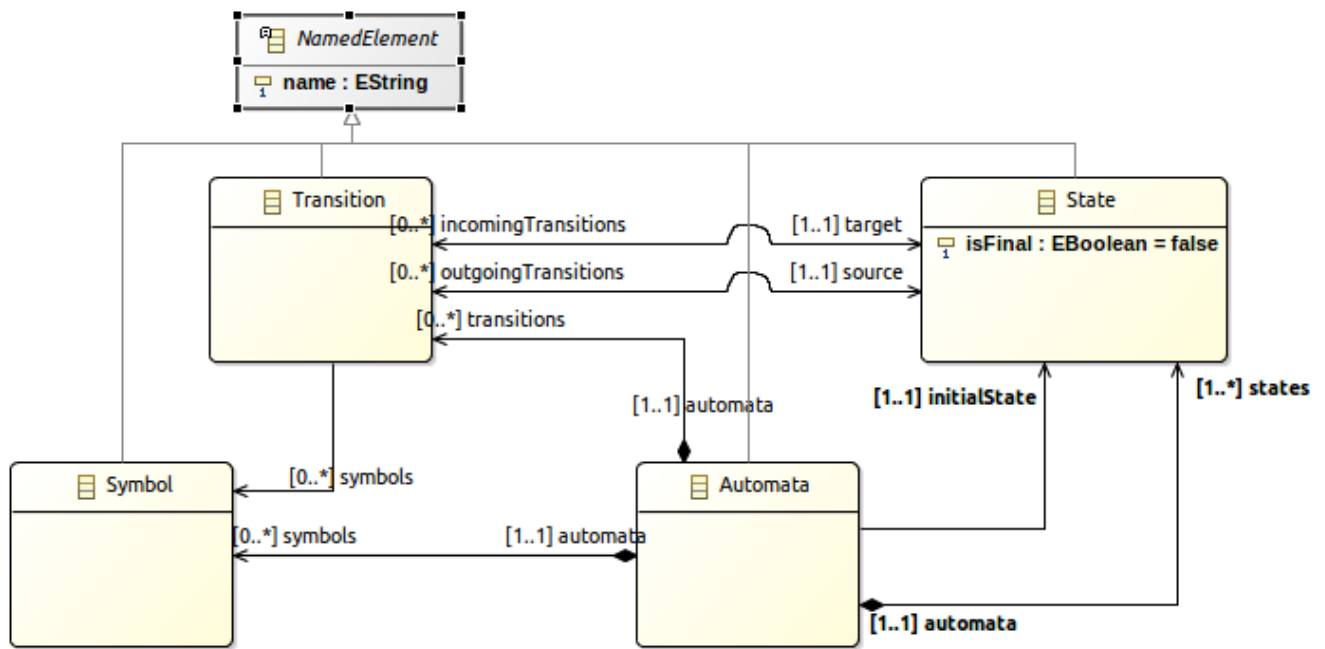 NamedElement
name : EString
Transition
State
[0..*] incomingTransitions
[1..1] target
isFinal : EBoolean = false
[0..*] outgoingTransitions
[1..1] source
[0..*] transitions
[1..1] initialState
[1..*] states
[1..1] automata
Symbol
[0..*] symbols
Automata
[0..*] symbols
[1..1] automata
[1..1] automata